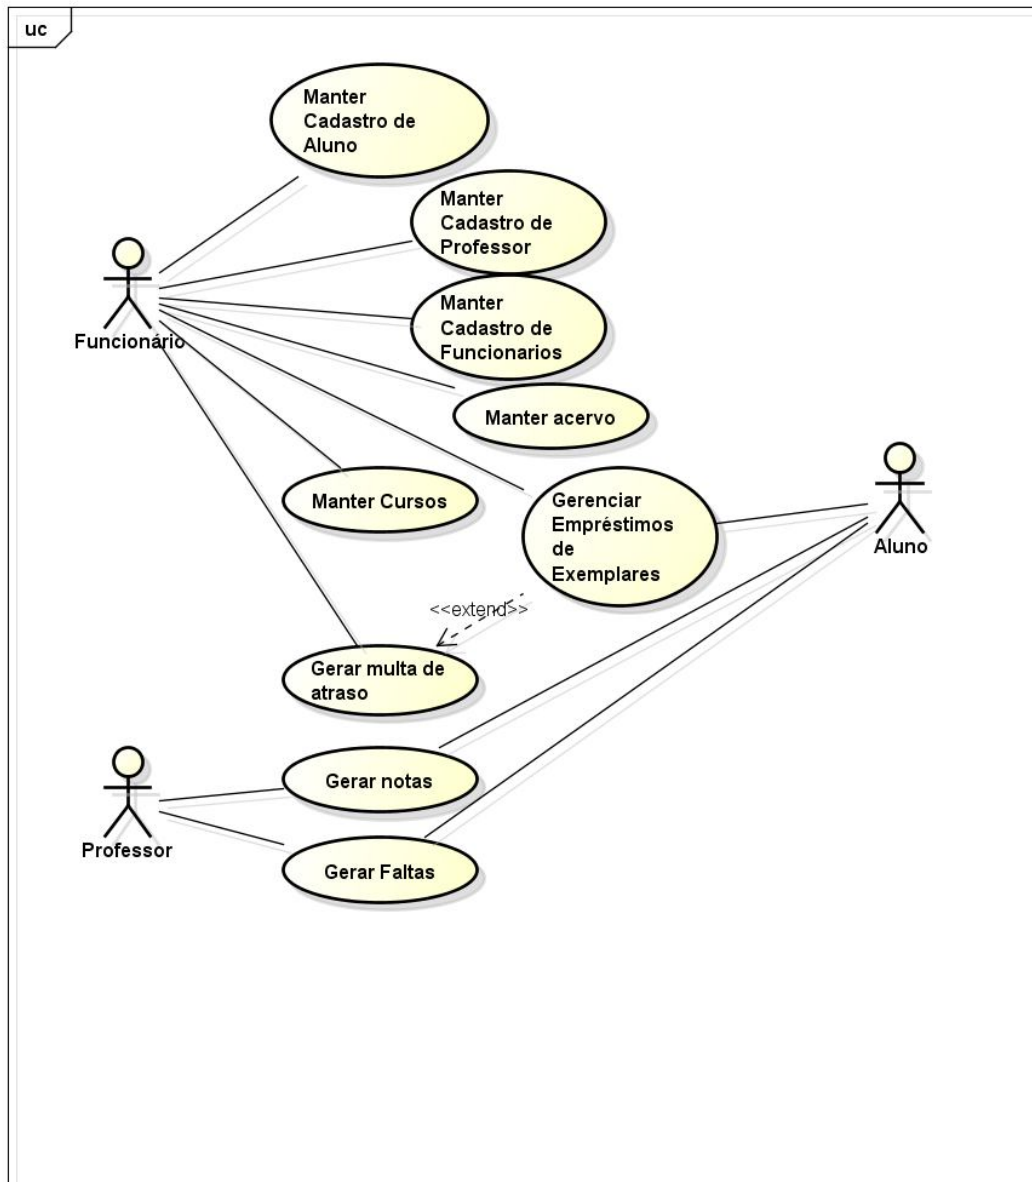 uc
Manter
Cadastro de
Aluno
Manter
Cadastro de
Professor
Manter
Cadastro de
Funcionarios
Funcionário
Manter acervo
Manter Cursos
Gerenciar
Empréstimos
de
Exemplares
Aluno
<<extend>>
Gerar multa de
atraso
Gerar notas
Professor
Gerar Faltas